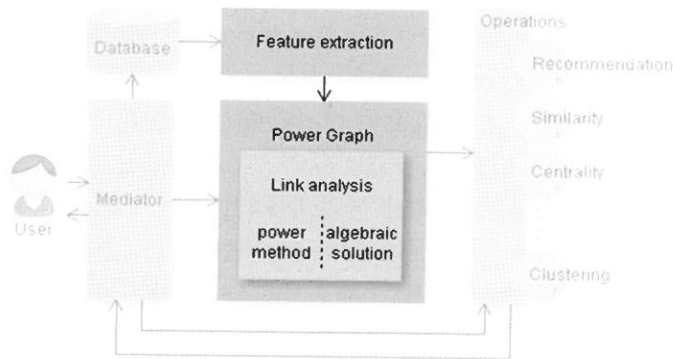 Database
Feature extraction
Operations
Recommendation
Power Graph
Similarity
Link analysis
Centrality
User
Mediator
power method
algebraic solution
Clustering